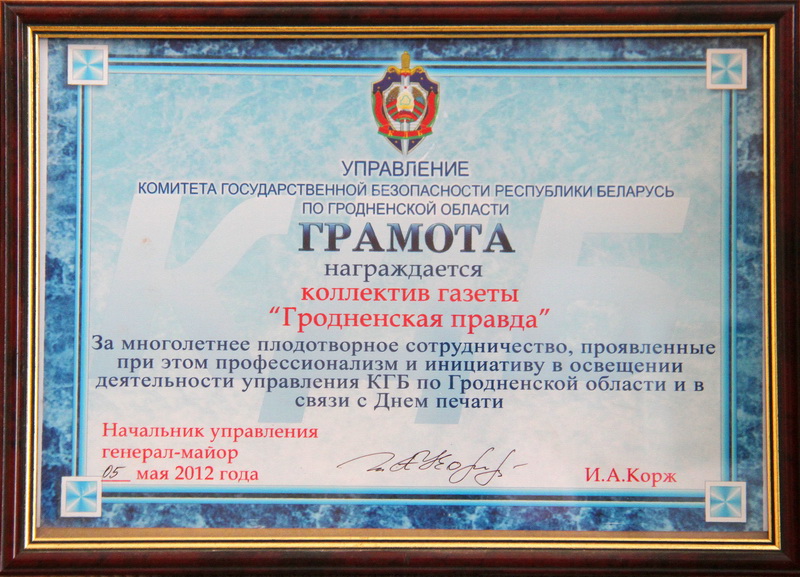 УПРАВЛЕНИЕ
КОМИТЕТА ГОСУДАРСТВЕННОЙ БЕЗОПАСНОСТИ РЕСПУБЛИКИ БЕЛАРУСЬ
ПО ГРОДНЕНСКОЙ ОБЛАСТИ
ГРАМОТА
награждается
коллектив газеты
“Гродненская правда”
За многолетнее плодотворное сотрудничество, проявленные
при этом профессионализм и инициативу в освещении
деятельности управления КГБ по Гродненской области и в
связи с Днем печати
Начальник управления
генерал-майор
05 мая 2012 года
И.А.Корж
КГБ